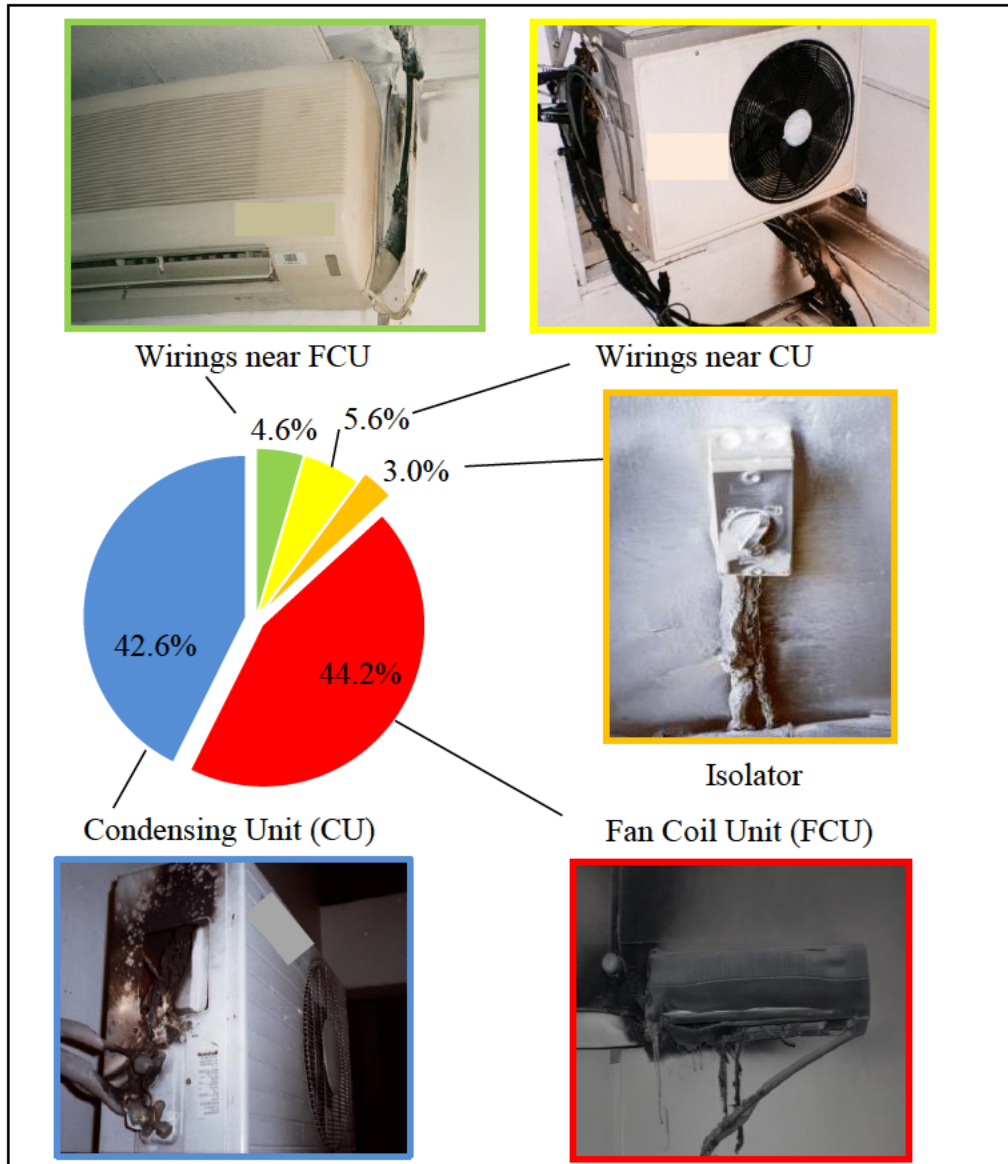 Wirings near FCU
Wirings near CU
4.6%
5.6%
3.0%
42.6%
44.2%
Isolator
Condensing Unit (CU)
Fan Coil Unit (FCU)